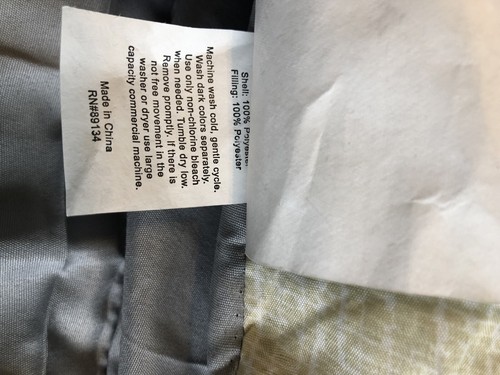 Shell: 100% Polyester
Filling: 100% Polyester
Machine wash cold, gentle cycle.
Wash dark colors separately.
Use only non-chlorine bleach
when needed. Tumble dry low.
Remove promptly. If there is
not free movement in the
washer or dryer use large
capacity commercial machine.
Made in China
RN#89134